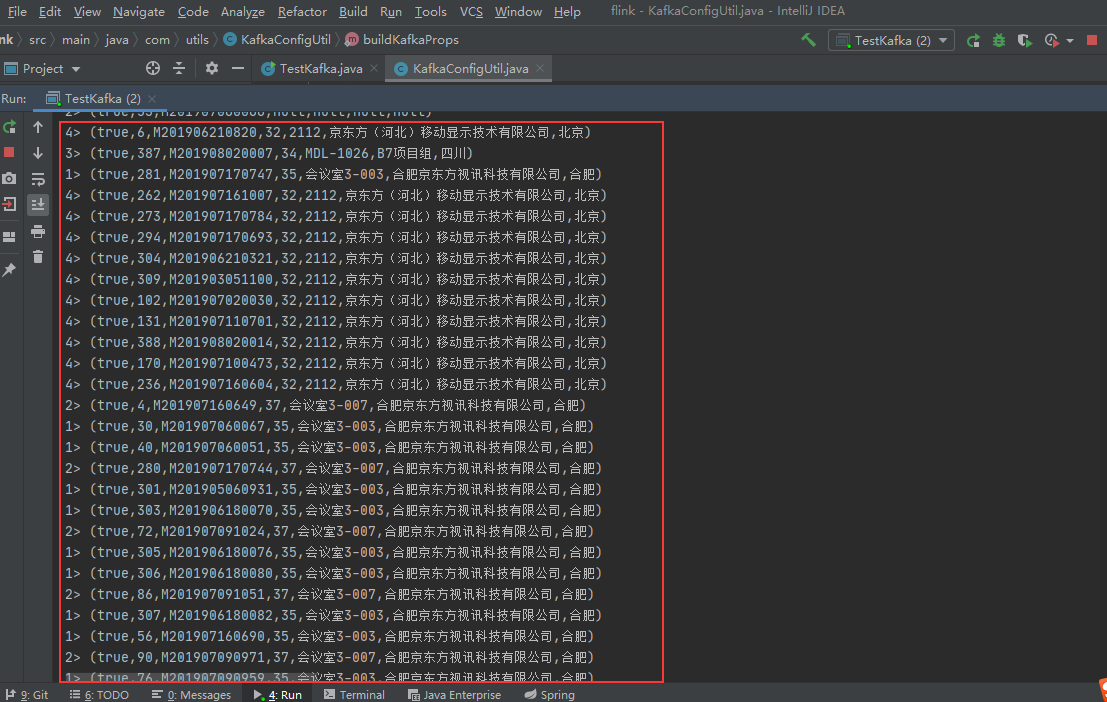 File Edit View Navigate Code Analyze Refactor Build Run Tools VCS Window Help flink - KafkaConfigUtil.java - IntelliJ IDEA
nk src main java com utils KafkaConfigUtil buildKafkaProps TestKafka (2)
Project TestKafka.java KafkaConfigUtil.java
Run: TestKafka (2)
4> (true,6,M201906210820,32,2112,京东方（河北）移动显示技术有限公司,北京)
3> (true,387,M201908020007,34,MDL-1026,B7项目组,四川)
1> (true,281,M201907170747,35,会议室3-003,合肥京东方视讯科技有限公司,合肥)
4> (true,262,M201907161007,32,2112,京东方（河北）移动显示技术有限公司,北京)
4> (true,273,M201907170784,32,2112,京东方（河北）移动显示技术有限公司,北京)
4> (true,294,M201907170693,32,2112,京东方（河北）移动显示技术有限公司,北京)
4> (true,304,M201906210321,32,2112,京东方（河北）移动显示技术有限公司,北京)
4> (true,309,M201903051100,32,2112,京东方（河北）移动显示技术有限公司,北京)
4> (true,102,M201907020030,32,2112,京东方（河北）移动显示技术有限公司,北京)
4> (true,131,M201907110701,32,2112,京东方（河北）移动显示技术有限公司,北京)
4> (true,388,M201908020014,32,2112,京东方（河北）移动显示技术有限公司,北京)
4> (true,170,M201907100473,32,2112,京东方（河北）移动显示技术有限公司,北京)
4> (true,236,M201907160604,32,2112,京东方（河北）移动显示技术有限公司,北京)
2> (true,4,M201907160649,37,会议室3-007,合肥京东方视讯科技有限公司,合肥)
1> (true,30,M201907060067,35,会议室3-003,合肥京东方视讯科技有限公司,合肥)
1> (true,40,M201907060051,35,会议室3-003,合肥京东方视讯科技有限公司,合肥)
2> (true,280,M201907170744,37,会议室3-007,合肥京东方视讯科技有限公司,合肥)
1> (true,301,M201905060931,35,会议室3-003,合肥京东方视讯科技有限公司,合肥)
1> (true,303,M201906180070,35,会议室3-003,合肥京东方视讯科技有限公司,合肥)
2> (true,72,M201907091024,37,会议室3-007,合肥京东方视讯科技有限公司,合肥)
1> (true,305,M201906180076,35,会议室3-003,合肥京东方视讯科技有限公司,合肥)
1> (true,306,M201906180080,35,会议室3-003,合肥京东方视讯科技有限公司,合肥)
2> (true,86,M201907091051,37,会议室3-007,合肥京东方视讯科技有限公司,合肥)
1> (true,307,M201906180082,35,会议室3-003,合肥京东方视讯科技有限公司,合肥)
1> (true,56,M201907160690,35,会议室3-003,合肥京东方视讯科技有限公司,合肥)
2> (true,90,M201907090971,37,会议室3-007,合肥京东方视讯科技有限公司,合肥)
1> (true,76,M201907090959,35,会议室3-003,合肥京东方视讯科技有限公司,合肥)
9: Git 6: TODO 0: Messages 4: Run Terminal Java Enterprise Spring